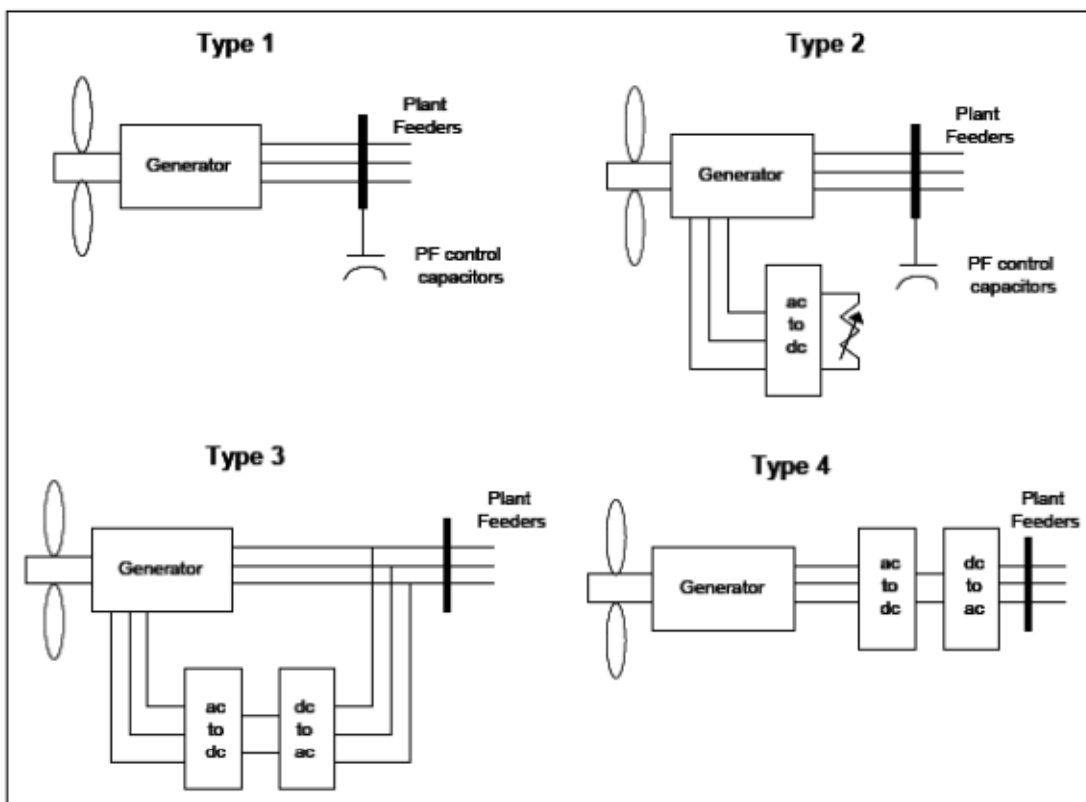 Type 1
Plant
Feeders
Generator
PF control
capacitors
Type 2
Plant
Feeders
Generator
PF control
capacitors
ac
to
dc
Type 3
Plant
Feeders
Generator
ac
to
dc
dc
to
ac
Type 4
Plant
Feeders
Generator
ac
to
dc
dc
to
ac